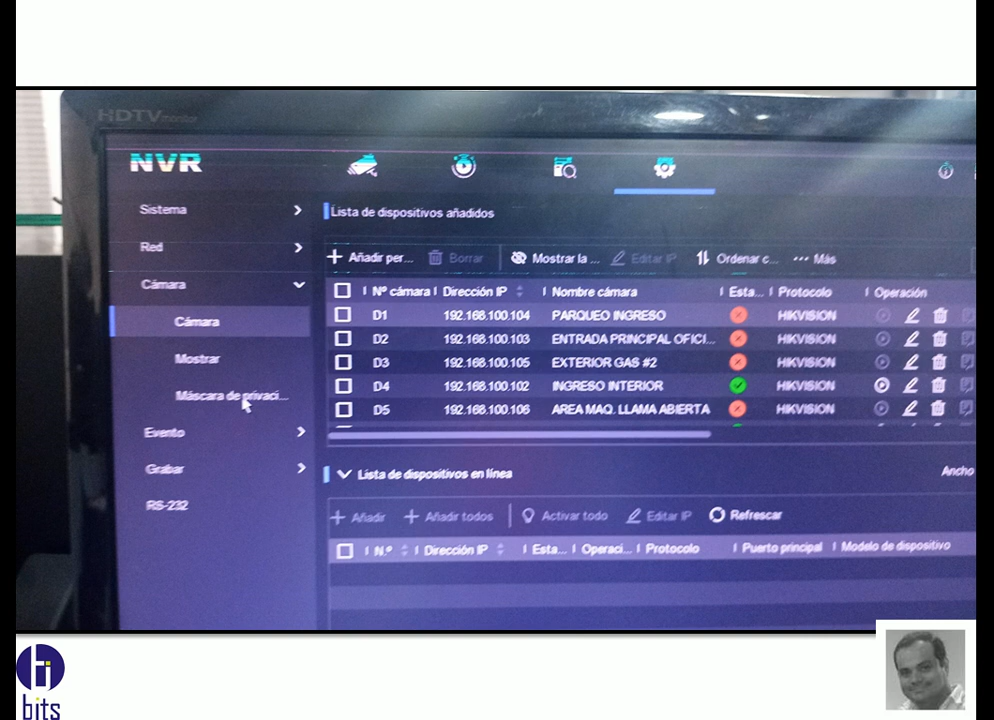 HDTV monitor
NVR
Sistema
Red
Cámara
Cámara
Mostrar
Máscara de privaci...
Evento
Grabar
RS-232
Lista de dispositivos añadidos
Añadir per... Borrar Mostrar la ... Editar IP Ordenar c... Más
Nº cámara Dirección IP Nombre cámara Esta... Protocolo Operación
D1 192.168.100.104 PARQUEO INGRESO HIKVISION
D2 192.168.100.103 ENTRADA PRINCIPAL OFICI... HIKVISION
D3 192.168.100.105 EXTERIOR GAS #2 HIKVISION
D4 192.168.100.102 INGRESO INTERIOR HIKVISION
D5 192.168.100.106 AREA MAQ. LLAMA ABIERTA HIKVISION
Lista de dispositivos en línea
Ancho
Añadir Añadir todos Activar todo Editar IP Refrescar
N.º Dirección IP Esta... Operaci... Protocolo Puerto principal Modelo de dispositivo
bits